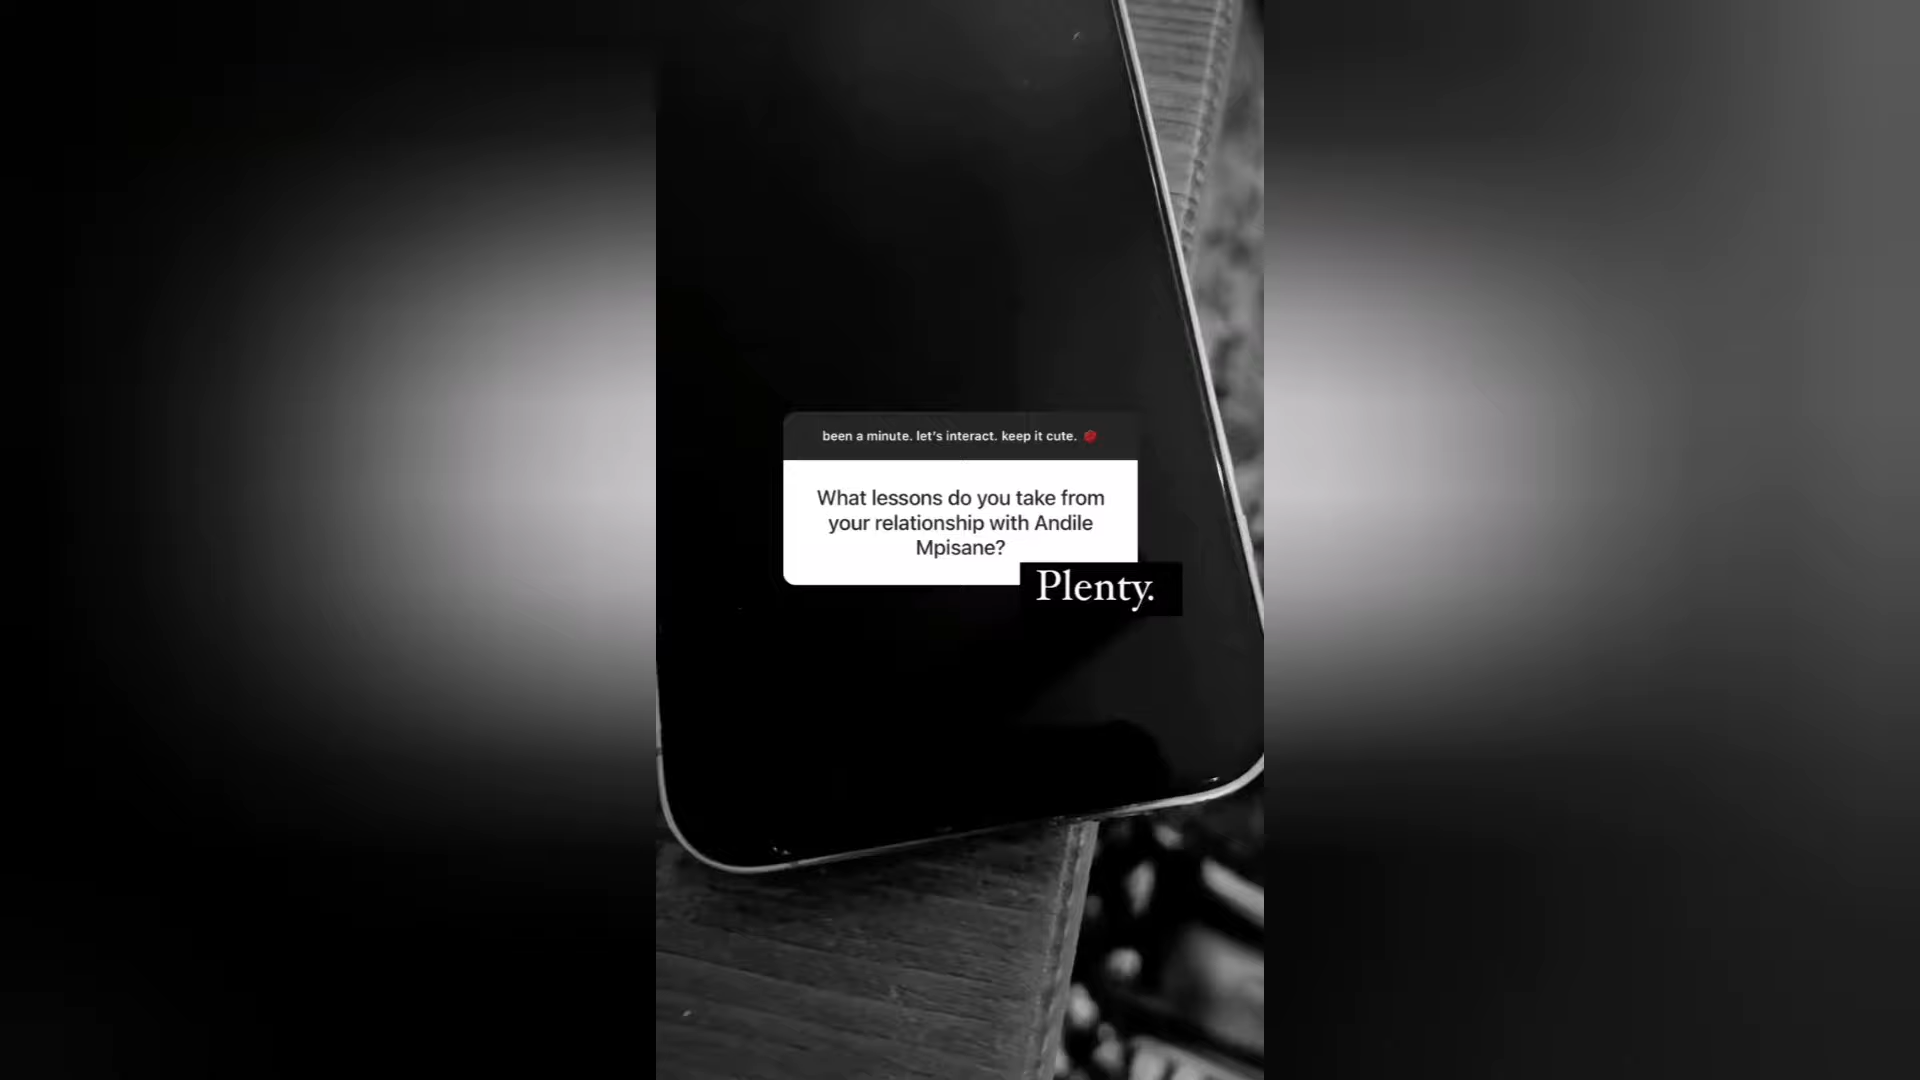 been a minute. let's interact. keep it cute.
What lessons do you take from
your relationship with Andile
Mpisane?
Plenty.